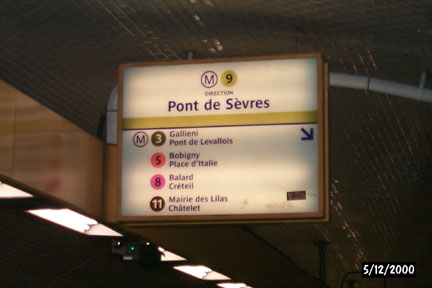 M 9
DIRECTION
Pont de Sèvres
M 3 Gallieni
Pont de Levallois
5 Bobigny
Place d'Italie
8 Balard
Créteil
11 Mairie des Lilas
Châtelet
5/12/2000